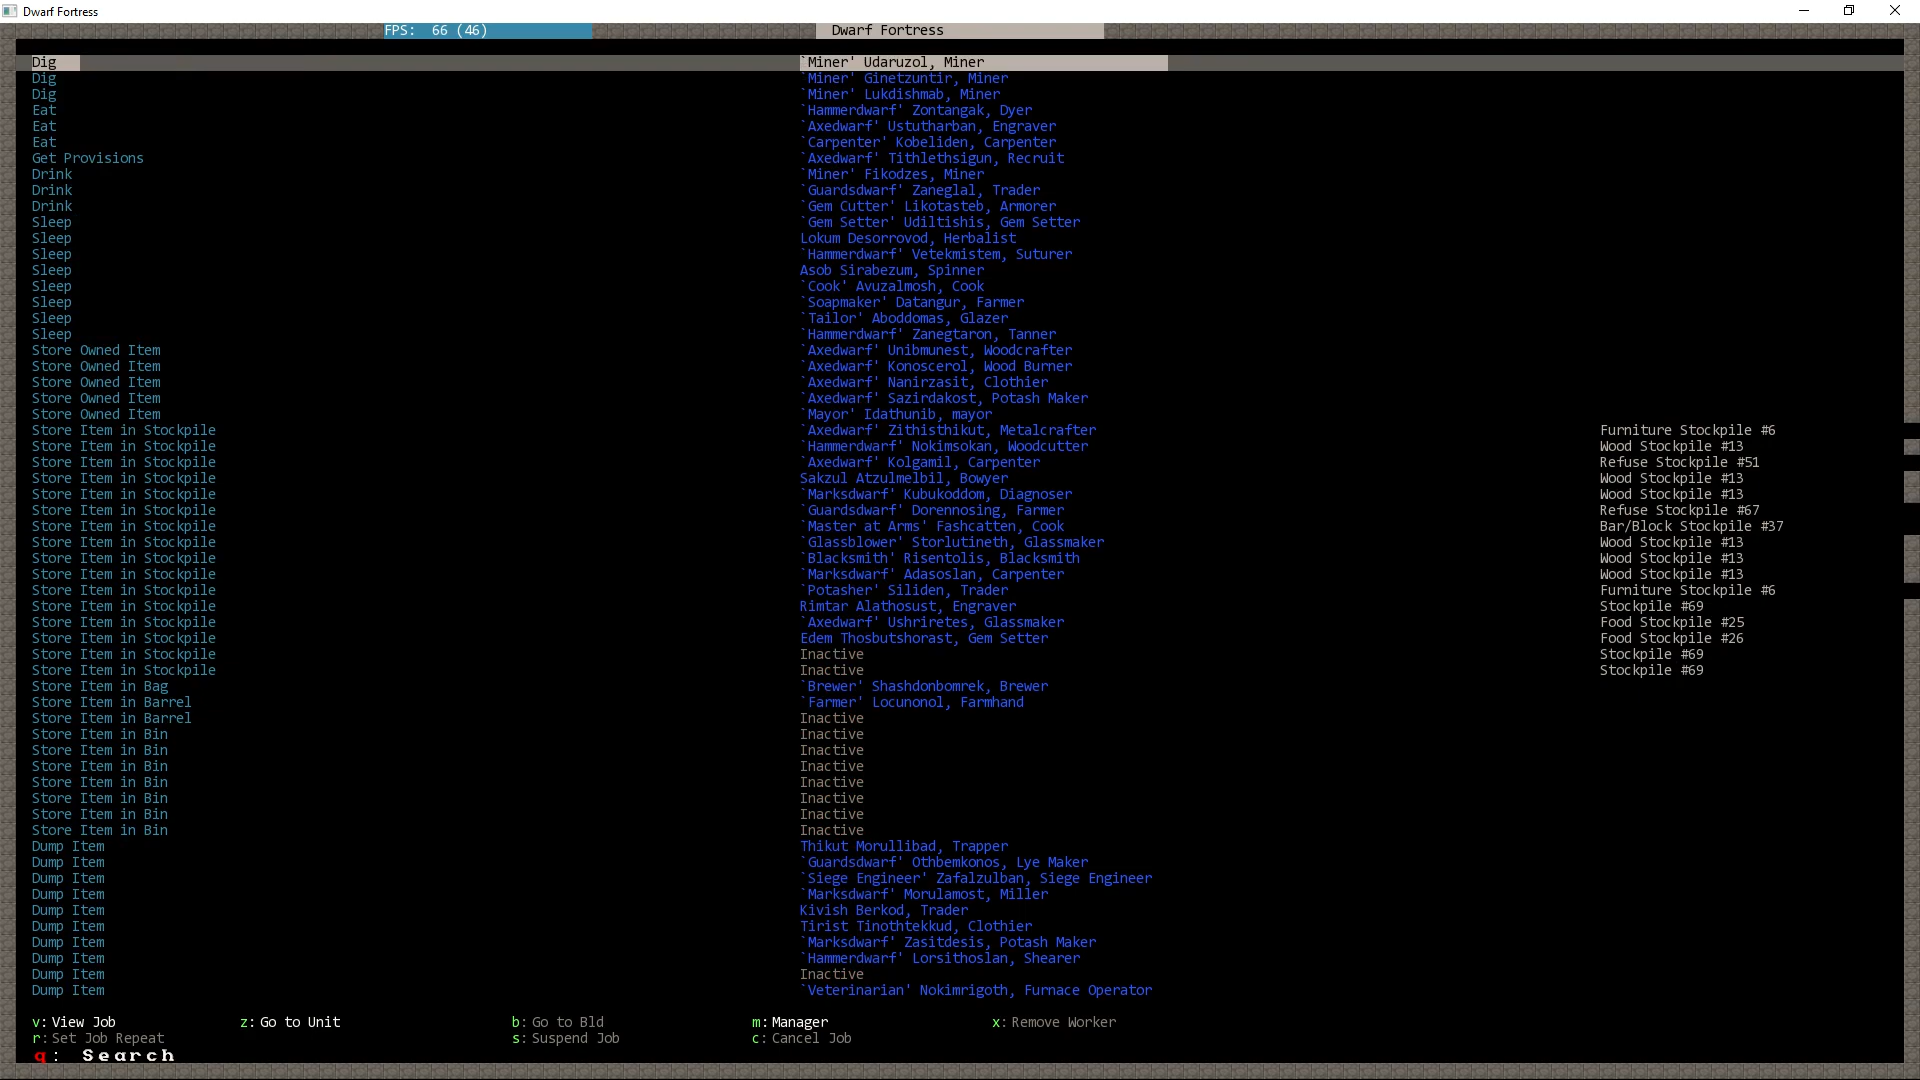 Dwarf Fortress
FPS: 66 (46) Dwarf Fortress
Dig `Miner' Udaruzol, Miner
Dig `Miner' Ginetzuntir, Miner
Dig `Miner' Lukdishmab, Miner
Eat `Hammerdwarf' Zontangak, Dyer
Eat `Axedwarf' Ustutharban, Engraver
Eat `Carpenter' Kobeliden, Carpenter
Get Provisions `Axedwarf' Tithlethsigun, Recruit
Drink `Miner' Fikodzes, Miner
Drink `Guardsdwarf' Zaneglal, Trader
Drink `Gem Cutter' Likotasteb, Armorer
Sleep `Gem Setter' Udiltishis, Gem Setter
Sleep Lokum Desorrovod, Herbalist
Sleep `Hammerdwarf' Vetekmistem, Suturer
Sleep Asob Sirabezum, Spinner
Sleep `Cook' Avuzalmosh, Cook
Sleep `Soapmaker' Datangur, Farmer
Sleep `Tailor' Aboddomas, Glazer
Sleep `Hammerdwarf' Zanegtaron, Tanner
Store Owned Item `Axedwarf' Unibmunest, Woodcrafter
Store Owned Item `Axedwarf' Konoscerol, Wood Burner
Store Owned Item `Axedwarf' Nanirzasit, Clothier
Store Owned Item `Axedwarf' Sazirdakost, Potash Maker
Store Owned Item `Mayor' Idathunib, mayor
Store Item in Stockpile `Axedwarf' Zithisthikut, Metalcrafter Furniture Stockpile #6
Store Item in Stockpile `Hammerdwarf' Nokimsokan, Woodcutter Wood Stockpile #13
Store Item in Stockpile `Axedwarf' Kolgamil, Carpenter Refuse Stockpile #51
Store Item in Stockpile Sakzul Atzulmelbil, Bowyer Wood Stockpile #13
Store Item in Stockpile `Marksdwarf' Kubukoddom, Diagnoser Wood Stockpile #13
Store Item in Stockpile `Guardsdwarf' Dorennosing, Farmer Refuse Stockpile #67
Store Item in Stockpile `Master at Arms' Fashcatten, Cook Bar/Block Stockpile #37
Store Item in Stockpile `Glassblower' Storlutineth, Glassmaker Wood Stockpile #13
Store Item in Stockpile `Blacksmith' Risentolis, Blacksmith Wood Stockpile #13
Store Item in Stockpile `Marksdwarf' Adasoslan, Carpenter Wood Stockpile #13
Store Item in Stockpile `Potasher' Siliden, Trader Furniture Stockpile #6
Store Item in Stockpile Rimtar Alathosust, Engraver Stockpile #69
Store Item in Stockpile `Axedwarf' Ushriretes, Glassmaker Food Stockpile #25
Store Item in Stockpile Edem Thosbutshorast, Gem Setter Food Stockpile #26
Store Item in Stockpile Inactive Stockpile #69
Store Item in Stockpile Inactive Stockpile #69
Store Item in Bag `Brewer' Shashdonbomrek, Brewer
Store Item in Barrel `Farmer' Locunonol, Farmhand
Store Item in Barrel Inactive
Store Item in Bin Inactive
Store Item in Bin Inactive
Store Item in Bin Inactive
Store Item in Bin Inactive
Store Item in Bin Inactive
Store Item in Bin Inactive
Store Item in Bin Inactive
Dump Item Thikut Morullibad, Trapper
Dump Item `Guardsdwarf' Othbemkonos, Lye Maker
Dump Item `Siege Engineer' Zafalzulban, Siege Engineer
Dump Item `Marksdwarf' Morulamost, Miller
Dump Item Kivish Berkod, Trader
Dump Item Tirist Tinothtekkud, Clothier
Dump Item `Marksdwarf' Zasitdesis, Potash Maker
Dump Item `Hammerdwarf' Lorsithoslan, Shearer
Dump Item Inactive
Dump Item `Veterinarian' Nokimrigoth, Furnace Operator
v: View Job z: Go to Unit b: Go to Bld m: Manager x: Remove Worker
r: Set Job Repeat s: Suspend Job c: Cancel Job
q: Search